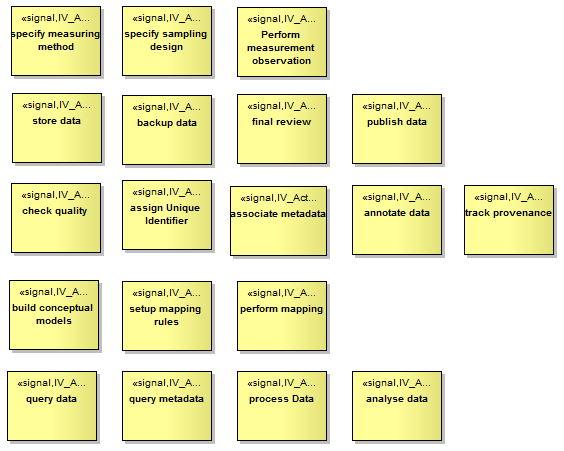 «signal,IV_A...
specify measuring
method
«signal,IV_A...
specify sampling
design
«signal,IV_A...
Perform
measurement
observation
«signal,IV_A...
store data
«signal,IV_A...
backup data
«signal,IV_A...
final review
«signal,IV_A...
publish data
«signal,IV_A...
check quality
«signal,IV_A...
assign Unique
Identifier
«signal,IV_Act...
associate metadata
«signal,IV_A...
annotate data
«signal,IV_A...
track provenance
«signal,IV_A...
build conceptual
models
«signal,IV_A...
setup mapping
rules
«signal,IV_A...
perform mapping
«signal,IV_A...
query data
«signal,IV_A...
query metadata
«signal,IV_A...
process Data
«signal,IV_A...
analyse data